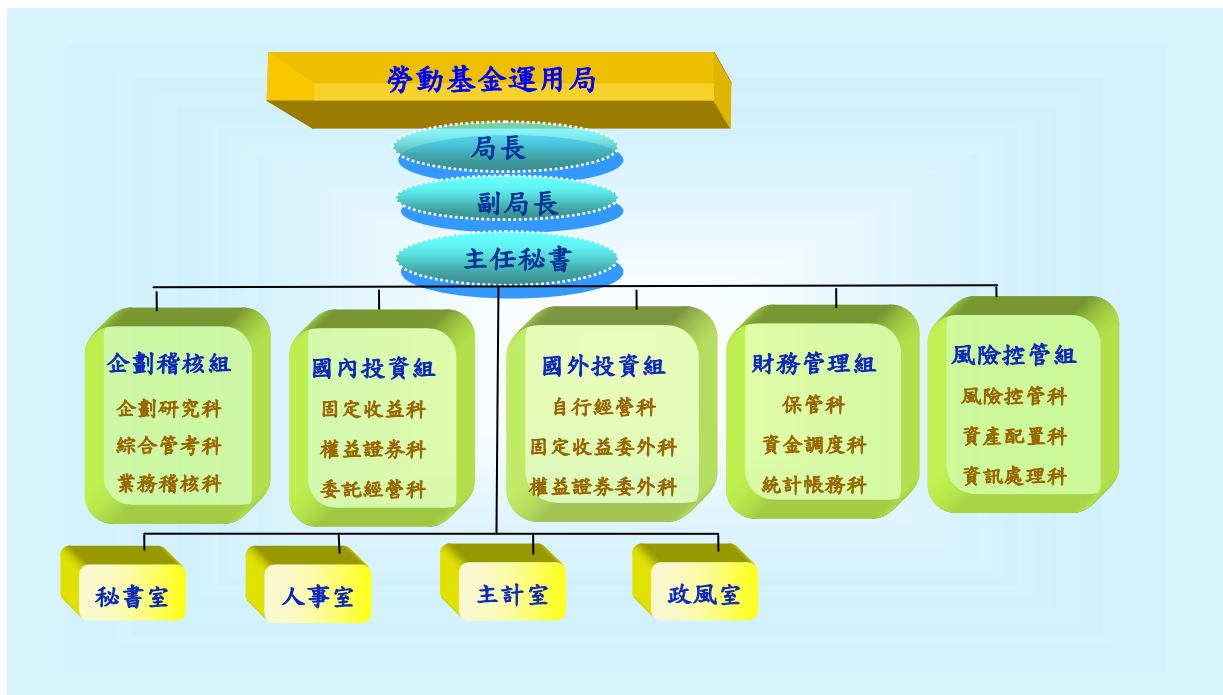 勞動基金運用局
局長
副局長
主任秘書
企劃稽核組
企劃研究科
綜合管考科
業務稽核科
國內投資組
固定收益科
權益證券科
委託經營科
國外投資組
自行經營科
固定收益委外科
權益證券委外科
財務管理組
保管科
資金調度科
統計帳務科
風險控管組
風險控管科
資產配置科
資訊處理科
秘書室
人事室
主計室
政風室